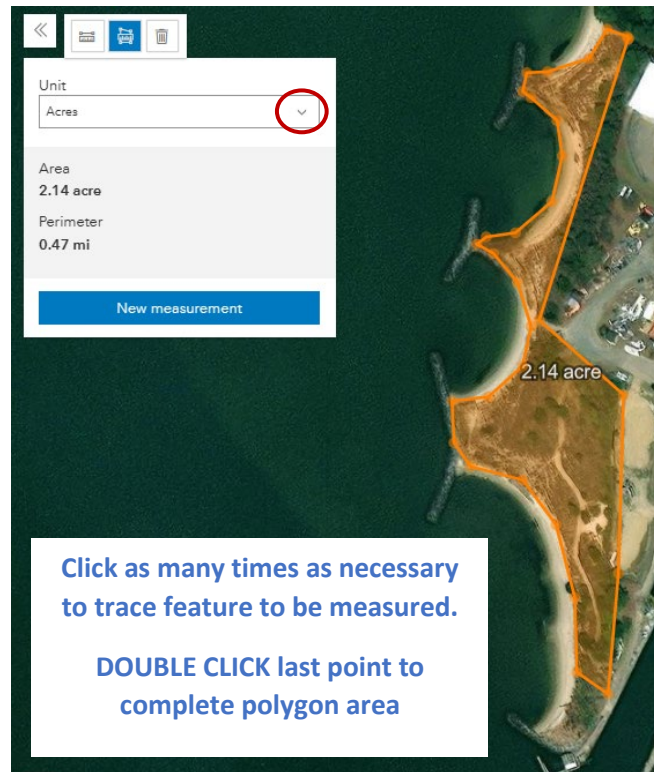 Unit
Acres
Area
2.14 acre
Perimeter
0.47 mi
New measurement
2.14 acre
Click as many times as necessary
to trace feature to be measured.
DOUBLE CLICK last point to
complete polygon area